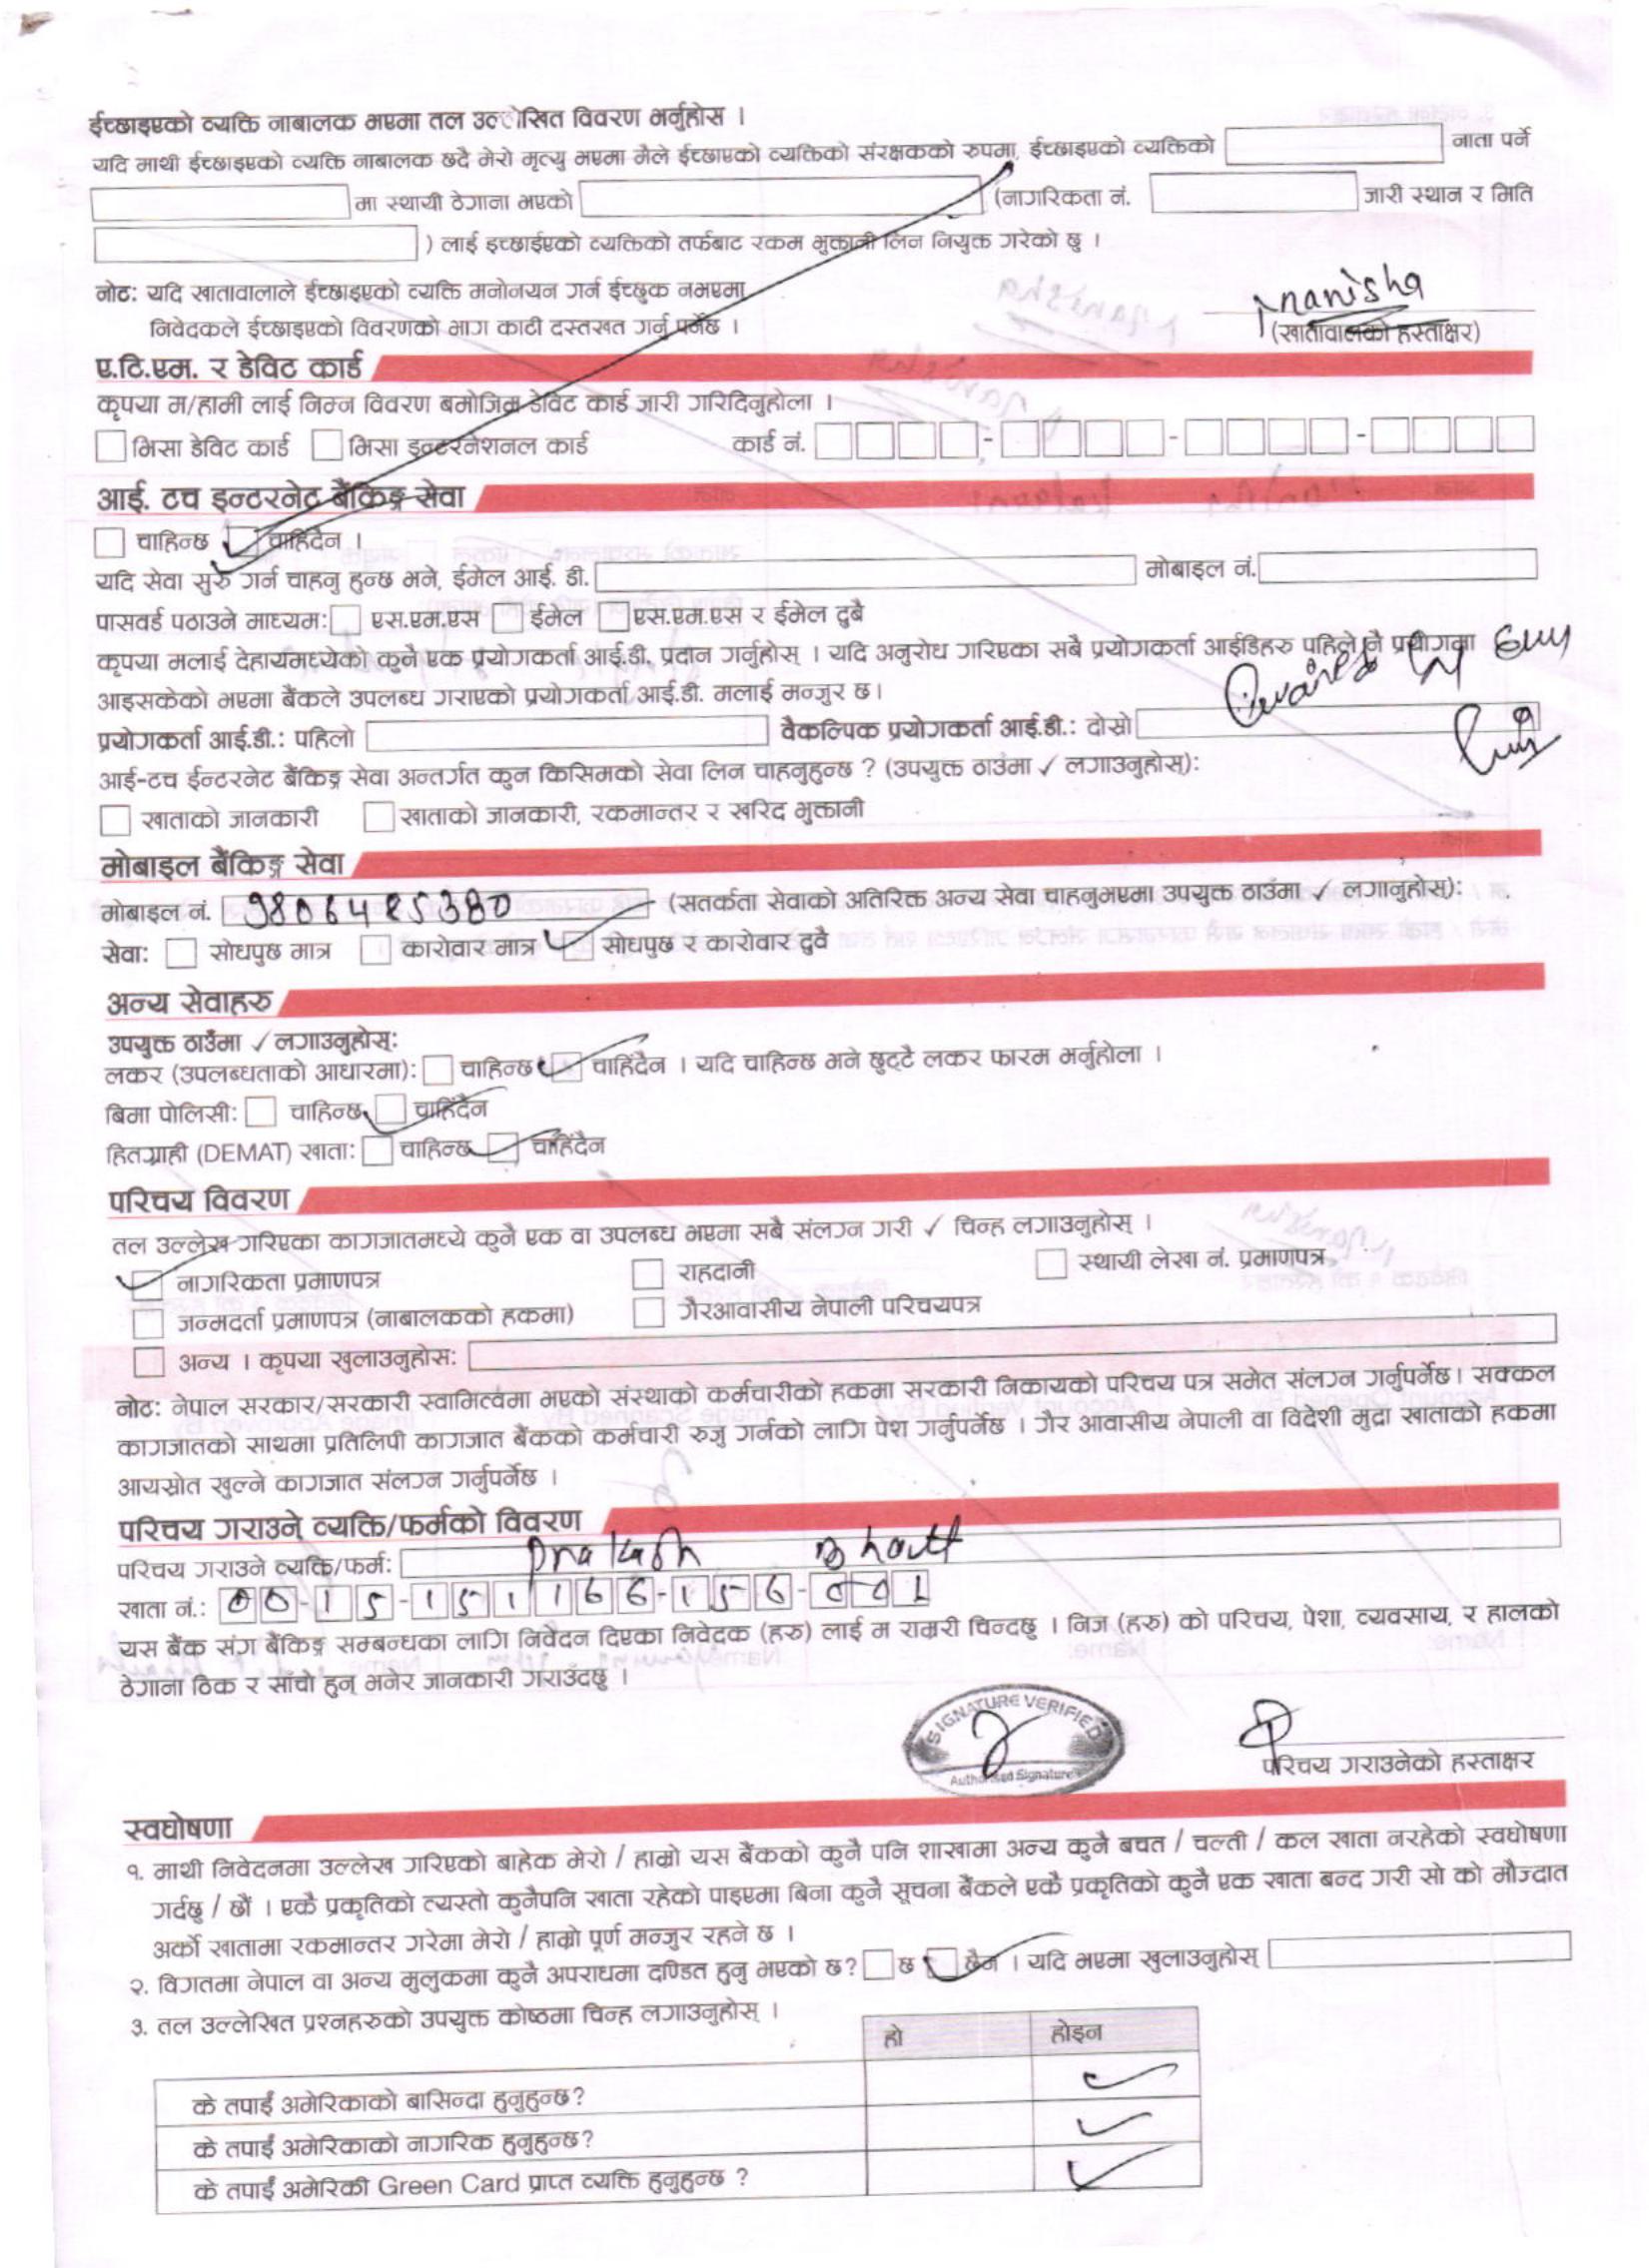 ईच्छाइएको व्यक्ति नाबालक भएमा तल उल्लेखित विवरण भर्नुहोस ।
यदि माथी ईच्छाइएको व्यक्ति नाबालक छदै मेरो मृत्यु भएमा मैले ईच्छाएको व्यक्तिको संरक्षकको रुपमा, ईच्छाइएको व्यक्तिको नाता पर्ने
मा स्थायी ठेगाना भएको (नागरिकता नं. जारी स्थान र मिति
) लाई इच्छाईएको व्यक्तिको तर्फबाट रकम भुक्तानी लिन नियुक्त गरेको छु ।
नोट: यदि खातावालाले ईच्छाइएको व्यक्ति मनोनयन गर्न ईच्छुक नभएमा
निवेदकले ईच्छाइएको विवरणको भाग काटी दस्तखत गर्नु पर्नेछ ।
manisha
(खातावालको हस्ताक्षर)
ए.टि.एम. र डेविट कार्ड
कृपया म/हामी लाई निम्न विवरण बमोजिम डेविट कार्ड जारी गरिदिनुहोला ।
भिसा डेविट कार्ड भिसा इन्टरनेशनल कार्ड कार्ड नं. - - -
आई. टच इन्टरनेट बैंकिङ्ग सेवा
चाहिन्छ चाहिदैन ।
यदि सेवा सुरु गर्न चाहनु हुन्छ भने, ईमेल आई. डी. मोबाइल नं.
पासवर्ड पठाउने माध्यम: एस.एम.एस ईमेल एस.एम.एस र ईमेल दुबै
कृपया मलाई देहायमध्येको कुनै एक प्रयोगकर्ता आई.डी. प्रदान गर्नुहोस् । यदि अनुरोध गरिएका सबै प्रयोगकर्ता आईडिहरु पहिले नै प्रयोगमा
आइसकेको भएमा बैंकले उपलब्ध गराएको प्रयोगकर्ता आई.डी. मलाई मन्जुर छ।
प्रयोगकर्ता आई.डी.: पहिलो वैकल्पिक प्रयोगकर्ता आई.डी.: दोस्रो
आई-टच ईन्टरनेट बैंकिङ्ग सेवा अन्तर्गत कुन किसिमको सेवा लिन चाहनुहुन्छ ? (उपयुक्त ठाउंमा ✓ लगाउनुहोस्):
खाताको जानकारी खाताको जानकारी, रकमान्तर र खरिद भुक्तानी
मोबाइल बैंकिङ्ग सेवा
मोबाइल नं. 9806485380 (सतर्कता सेवाको अतिरिक्त अन्य सेवा चाहनुभएमा उपयुक्त ठाउँमा ✓ लगानुहोस्):
सेवा: सोधपुछ मात्र कारोवार मात्र सोधपुछ र कारोवार दुवै
अन्य सेवाहरु
उपयुक्त ठाउँमा ✓ लगाउनुहोस्:
लकर (उपलब्धताको आधारमा): चाहिन्छ चाहिंदैन । यदि चाहिन्छ भने छुट्टै लकर फारम भर्नुहोला ।
बिमा पोलिसी: चाहिन्छ चाहिंदैन
हितग्राही (DEMAT) खाता: चाहिन्छ चाहिंदैन
परिचय विवरण
तल उल्लेख गरिएका कागजातमध्ये कुनै एक वा उपलब्ध भएमा सबै संलग्न गरी ✓ चिन्ह लगाउनुहोस् ।
नागरिकता प्रमाणपत्र राहदानी स्थायी लेखा नं. प्रमाणपत्र
जन्मदर्ता प्रमाणपत्र (नाबालकको हकमा) गैरआवासीय नेपाली परिचयपत्र
अन्य । कृपया खुलाउनुहोस:
नोट: नेपाल सरकार/सरकारी स्वामित्वमा भएको संस्थाको कर्मचारीको हकमा सरकारी निकायको परिचय पत्र समेत संलग्न गर्नुपर्नेछ। सक्कल
कागजातको साथमा प्रतिलिपी कागजात बैंकको कर्मचारी रुजु गर्नको लागि पेश गर्नुपर्नेछ । गैर आवासीय नेपाली वा विदेशी मुद्रा खाताको हकमा
आयस्रोत खुल्ने कागजात संलग्न गर्नुपर्नेछ ।
परिचय गराउने व्यक्ति/फर्मको विवरण
परिचय गराउने व्यक्ति/फर्म: Prakash Bhatt
खाता नं.: 00-15-151166-156-001
यस बैंक संग बैंकिङ्ग सम्बन्धका लागि निवेदन दिएका निवेदक (हरु) लाई म राम्ररी चिन्दछु । निज (हरु) को परिचय, पेशा, व्यवसाय, र हालको
ठेगाना ठिक र साँचो हुन् भनेर जानकारी गराउंदछु ।
SIGNATURE VERIFIED
Authorised Signature
परिचय गराउनेको हस्ताक्षर
स्वघोषणा
१. माथी निवेदनमा उल्लेख गरिएको बाहेक मेरो / हाम्रो यस बैंकको कुनै पनि शाखामा अन्य कुनै बचत / चल्ती / कल खाता नरहेको स्वघोषणा
गर्दछु / छौं । एकै प्रकृतिको त्यस्तो कुनैपनि खाता रहेको पाइएमा बिना कुनै सूचना बैंकले एकै प्रकृतिको कुनै एक खाता बन्द गरी सो को मौज्दात
अर्को खातामा रकमान्तर गरेमा मेरो / हाम्रो पूर्ण मन्जुर रहने छ ।
२. विगतमा नेपाल वा अन्य मुलुकमा कुनै अपराधमा दण्डित हुनु भएको छ? छ छैन । यदि भएमा खुलाउनुहोस्
३. तल उल्लेखित प्रश्नहरुको उपयुक्त कोष्ठमा चिन्ह लगाउनुहोस् ।
हो होइन
के तपाईं अमेरिकाको बासिन्दा हुनुहुन्छ?
के तपाईं अमेरिकाको नागरिक हुनुहुन्छ?
के तपाईं अमेरिकी Green Card प्राप्त व्यक्ति हुनुहुन्छ ?